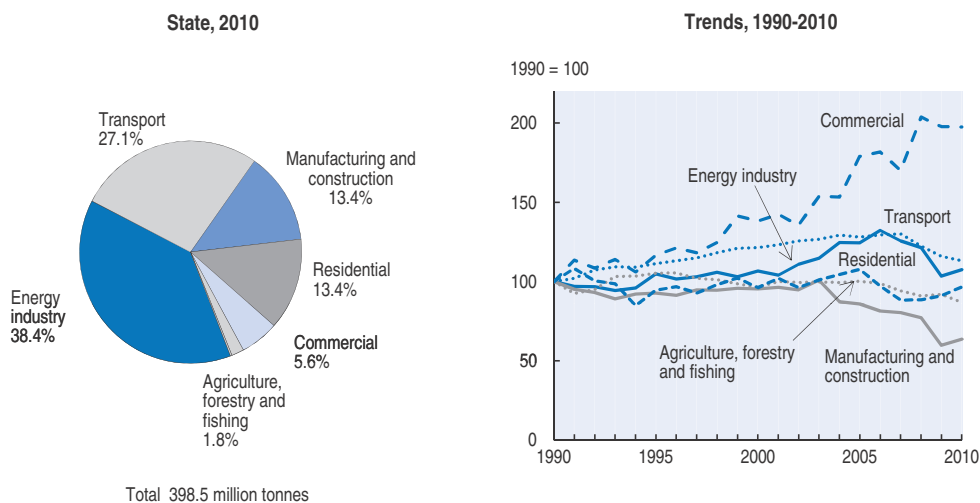 State, 2010
Transport
27.1%
Manufacturing and
construction
13.4%
Residential
13.4%
Commercial
5.6%
Agriculture,
forestry and
fishing
1.8%
Energy
industry
38.4%
Total 398.5 million tonnes
Trends, 1990-2010
1990 = 100
200
150
100
50
0
1990
1995
2000
2005
2010
Commercial
Energy industry
Transport
Residential
Agriculture, forestry
and fishing
Manufacturing and
construction